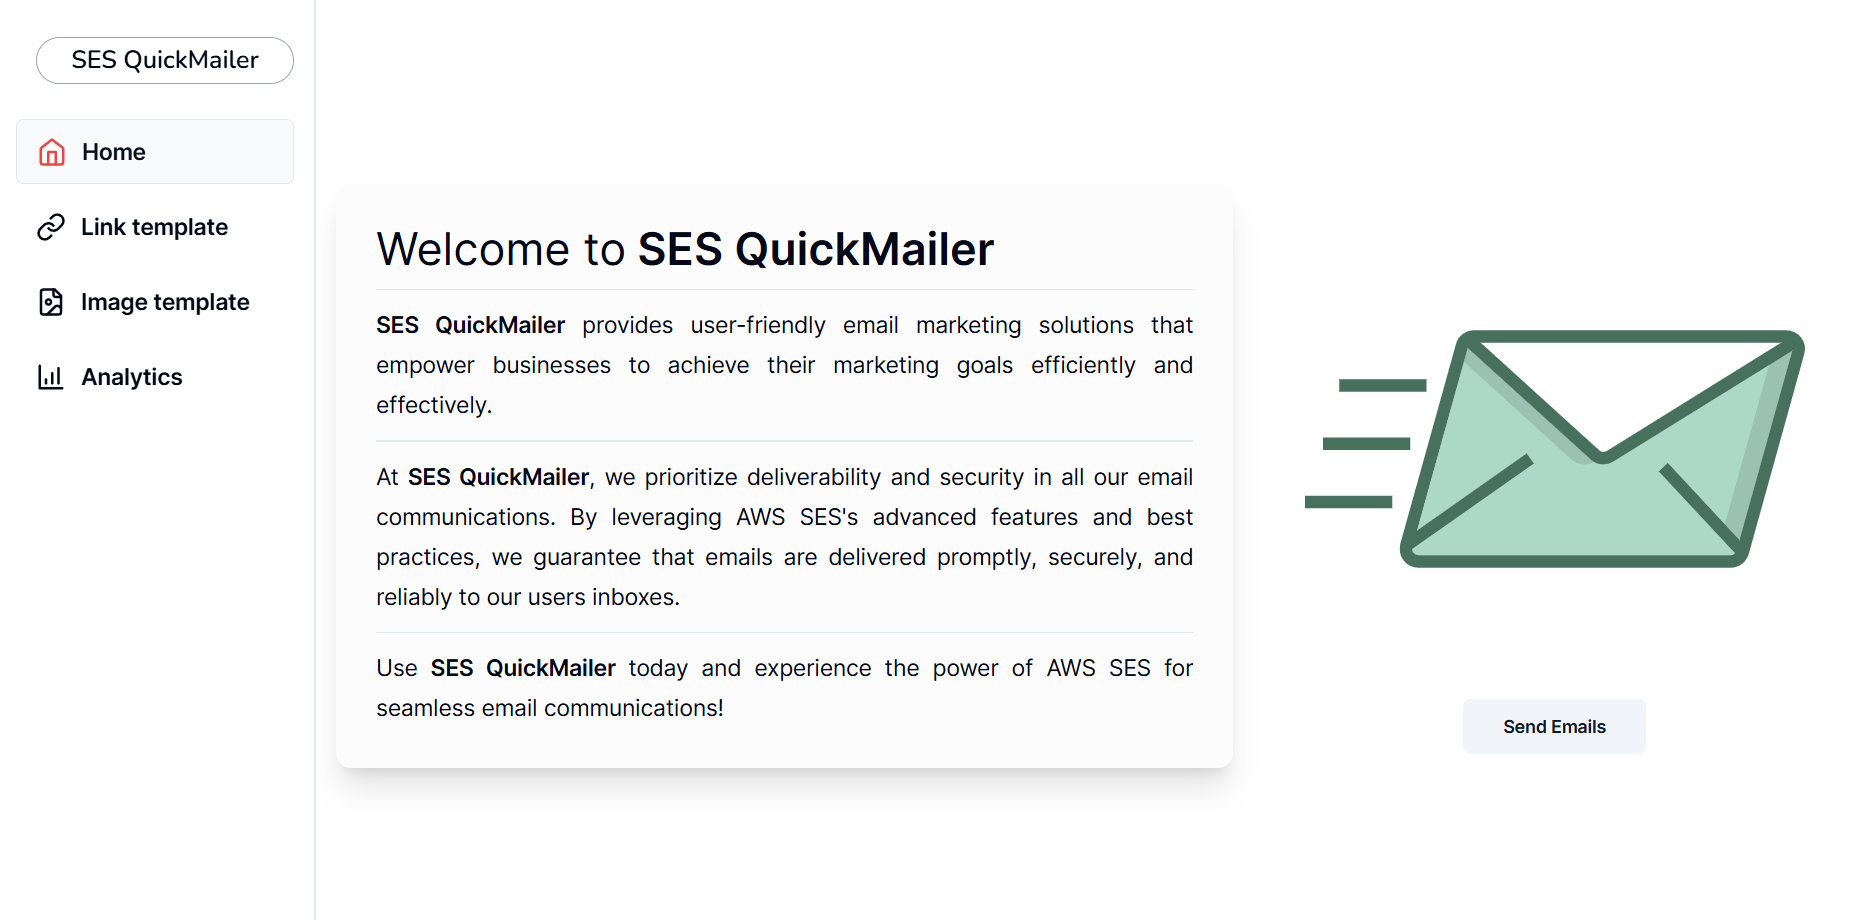 SES QuickMailer
Home
Link template
Image template
Analytics
Welcome to SES QuickMailer
SES QuickMailer provides user-friendly email marketing solutions that
empower businesses to achieve their marketing goals efficiently and
effectively.
At SES QuickMailer, we prioritize deliverability and security in all our email
communications. By leveraging AWS SES's advanced features and best
practices, we guarantee that emails are delivered promptly, securely, and
reliably to our users inboxes.
Use SES QuickMailer today and experience the power of AWS SES for
seamless email communications!
Send Emails